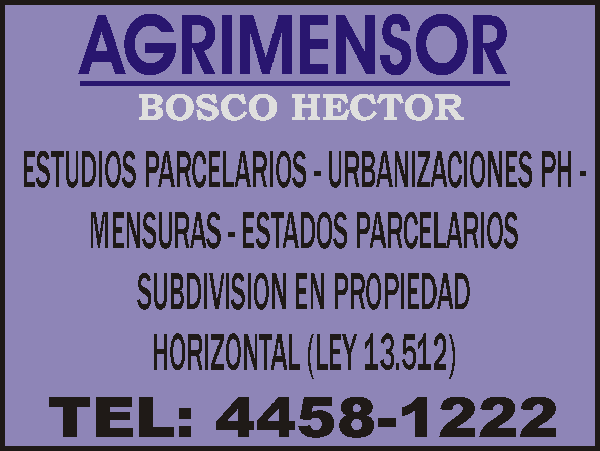 AGRIMENSOR
BOSCO HECTOR
ESTUDIOS PARCELARIOS - URBANIZACIONES PH -
MENSURAS - ESTADOS PARCELARIOS
SUBDIVISION EN PROPIEDAD
HORIZONTAL (LEY 13.512)
TEL: 4458-1222